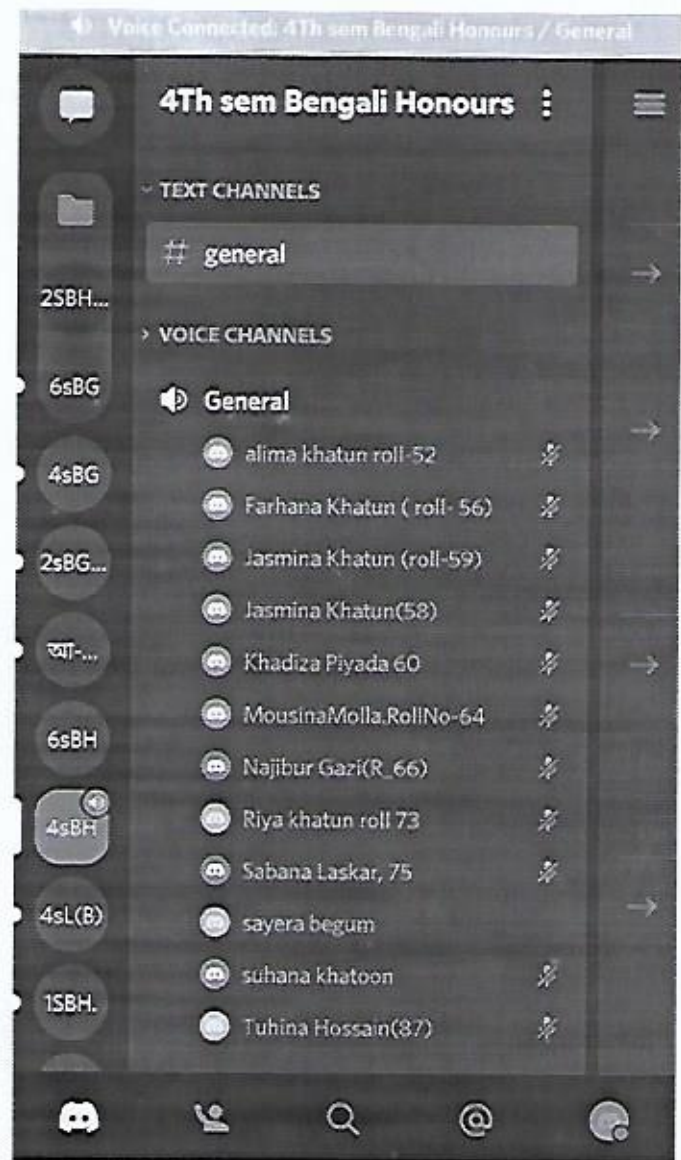 Voice Connected: 4Th sem Bengali Honours / General
4Th sem Bengali Honours
TEXT CHANNELS
# general
2SBH...
VOICE CHANNELS
6sBG
General
alima khatun roll-52
4sBG
Farhana Khatun ( roll- 56)
Jasmina Khatun (roll-59)
2sBG...
Jasmina Khatun(58)
আ-...
Khadiza Piyada 60
MousinaMolla.RollNo-64
6sBH
Najibur Gazi(R_66)
Riya khatun roll 73
4sBH
Sabana Laskar, 75
4sL(B)
sayera begum
suhana khatoon
1SBH.
Tuhina Hossain(87)